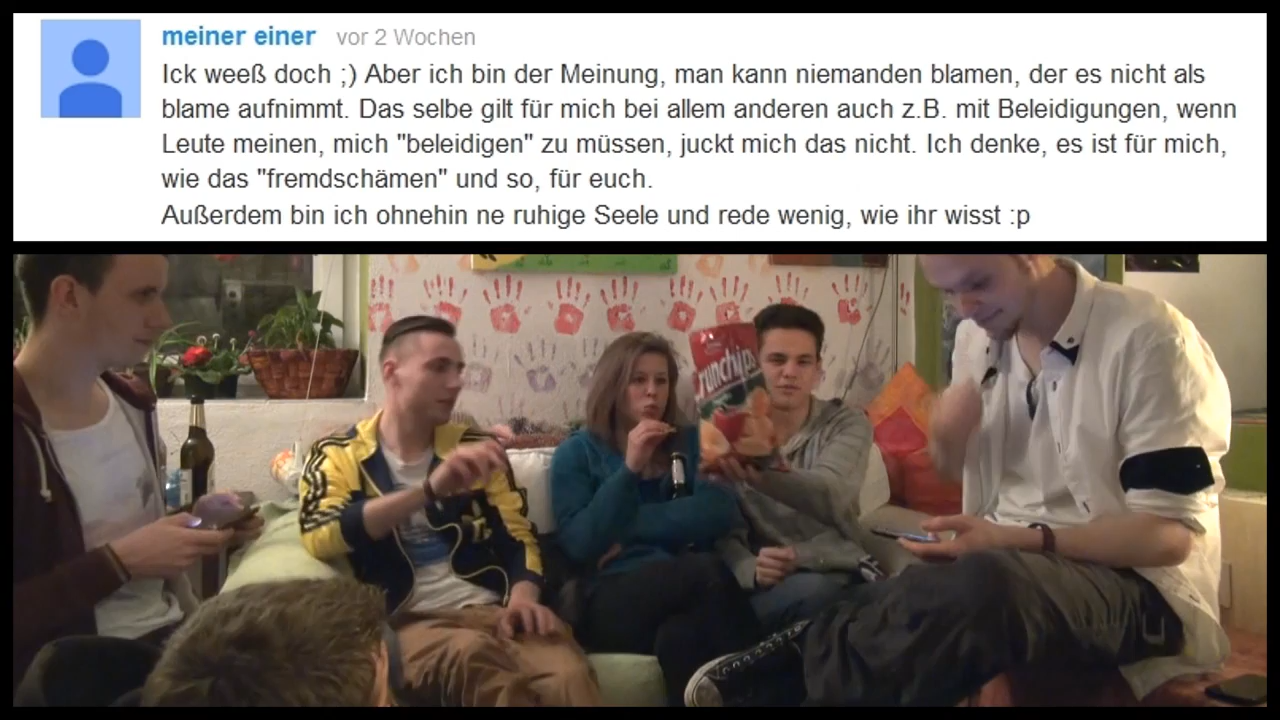 meiner einer vor 2 Wochen
Ick weeß doch ;) Aber ich bin der Meinung, man kann niemanden blamen, der es nicht als
blame aufnimmt. Das selbe gilt für mich bei allem anderen auch z.B. mit Beleidigungen, wenn
Leute meinen, mich "beleidigen" zu müssen, juckt mich das nicht. Ich denke, es ist für mich,
wie das "fremdschämen" und so, für euch.
Außerdem bin ich ohnehin ne ruhige Seele und rede wenig, wie ihr wisst :p
runchips